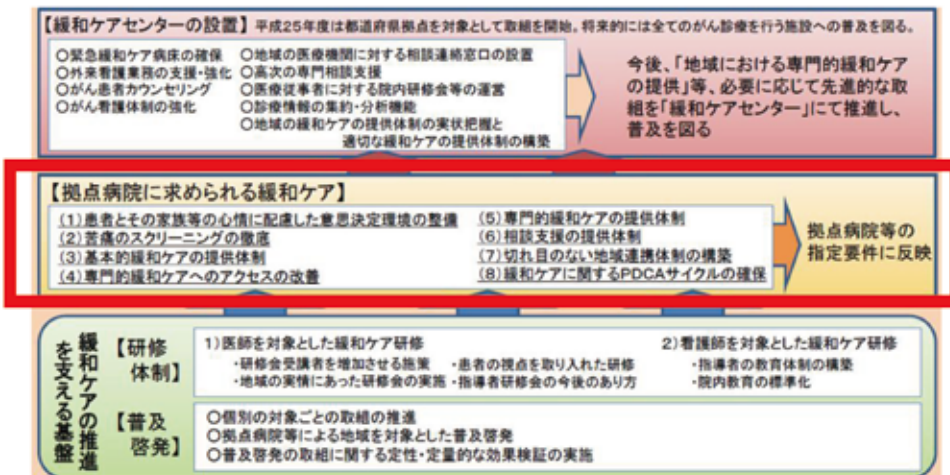 【緩和ケアセンターの設置】平成25年度は都道府県拠点を対象として取組を開始。将来的には全てのがん診療を行う施設への普及を図る。
○緊急緩和ケア病床の確保
○外来看護業務の支援・強化
○がん患者カウンセリング
○がん看護体制の強化
○地域の医療機関に対する相談連絡窓口の設置
○高次の専門相談支援
○医療従事者に対する院内研修会等の運営
○診療情報の集約・分析機能
○地域の緩和ケアの提供体制の実状把握と
適切な緩和ケアの提供体制の構築
今後、「地域における専門的緩和ケア
の提供」等、必要に応じて先進的な取
組を「緩和ケアセンター」にて推進し、
普及を図る
【拠点病院に求められる緩和ケア】
(1)患者とその家族等の心情に配慮した意思決定環境の整備
(2)苦痛のスクリーニングの徹底
(3)基本的緩和ケアの提供体制
(4)専門的緩和ケアへのアクセスの改善
(5)専門的緩和ケアの提供体制
(6)相談支援の提供体制
(7)切れ目のない地域連携体制の構築
(8)緩和ケアに関するPDCAサイクルの確保
拠点病院等の
指定要件に反映
緩和ケアの推進
を支える基盤
【研修
体制】
1)医師を対象とした緩和ケア研修
・研修会受講者を増加させる施策
・患者の視点を取り入れた研修
・地域の実情にあった研修会の実施
・指導者研修会の今後のあり方
2)看護師を対象とした緩和ケア研修
・指導者の教育体制の構築
・院内教育の標準化
【普及
啓発】
○個別の対象ごとの取組の推進
○拠点病院等による地域を対象とした普及啓発
○普及啓発の取組に関する定性・定量的な効果検証の実施